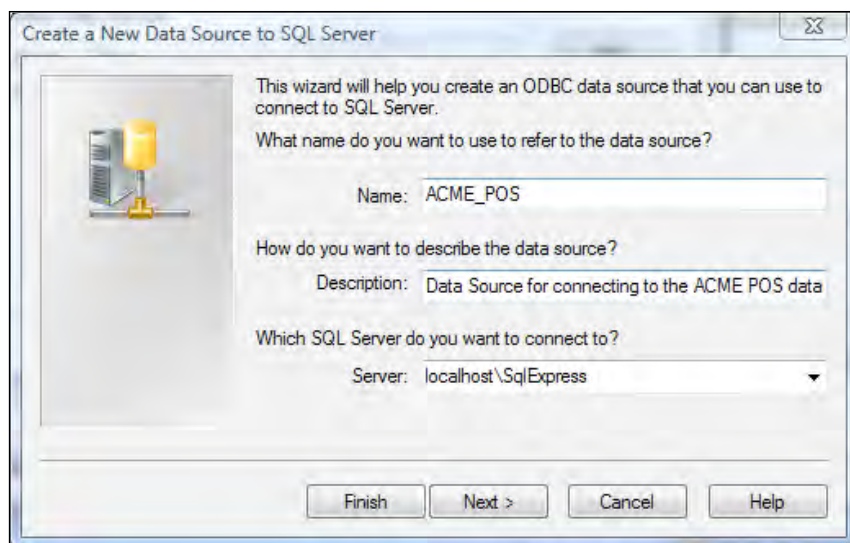 Create a New Data Source to SQL Server
This wizard will help you create an ODBC data source that you can use to
connect to SQL Server.
What name do you want to use to refer to the data source?
Name: ACME_POS
How do you want to describe the data source?
Description: Data Source for connecting to the ACME POS data
Which SQL Server do you want to connect to?
Server: localhost\SqlExpress
Finish Next > Cancel Help